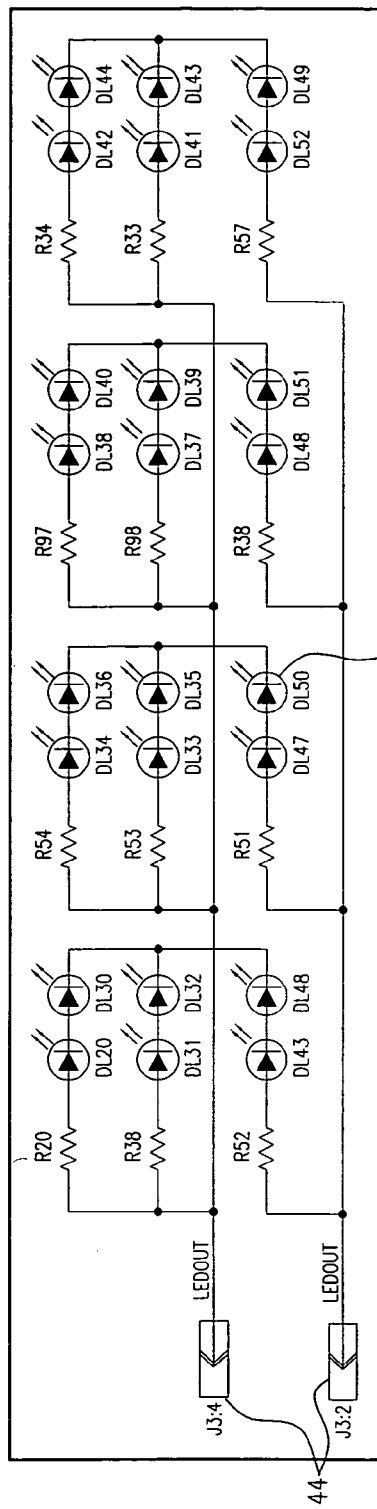 R20 DL20 DL30 R54 DL34 DL36 R97 DL38 DL40 R34 DL42 DL44
R38 DL31 DL32 R53 DL33 DL35 R98 DL37 DL39 R33 DL41 DL43
J3:4 LEDOUT
R52 DL43 DL48 R51 DL47 DL50 R38 DL48 DL51 R57 DL52 DL49
J3:2 LEDOUT
44